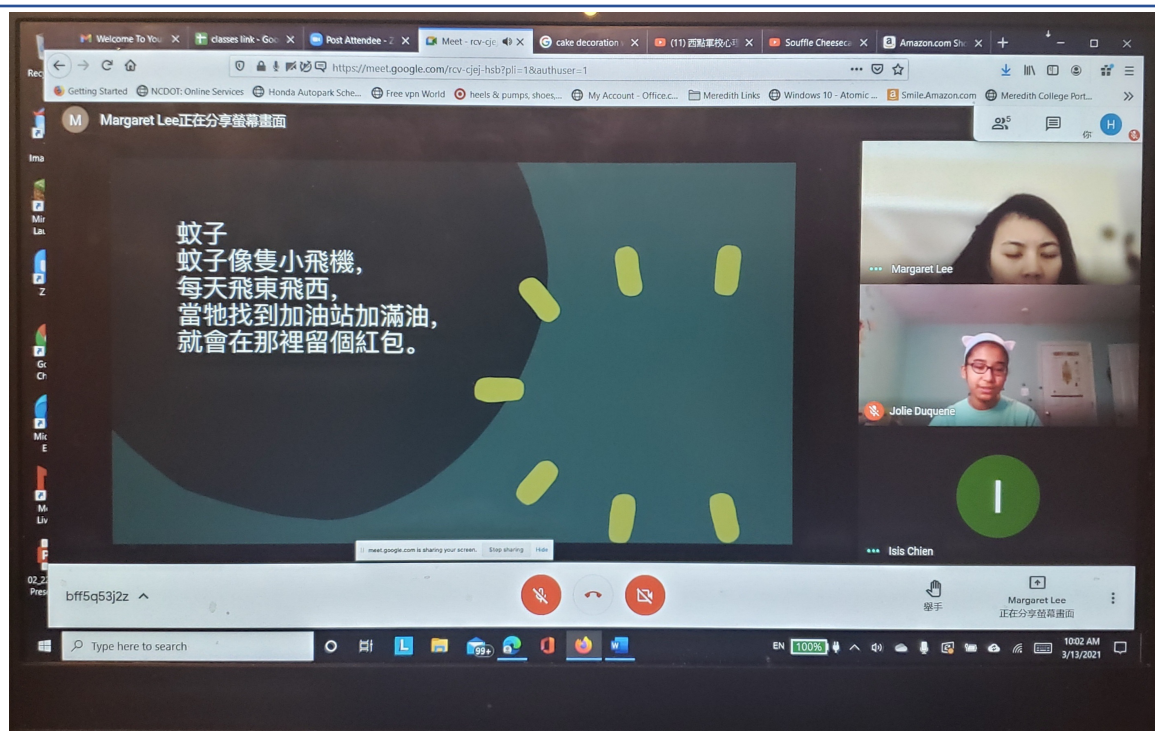 Welcome To You
classes link - Goo
Post Attendee - Z
Meet - rcv-cje
cake decoration
(11) 西點軍校心理
Souffle Cheeseca
Amazon.com Sho
https://meet.google.com/rcv-cjej-hsb?pli=1&authuser=1
Getting Started
NCDOT: Online Services
Honda Autopark Sche...
Free vpn World
heels & pumps, shoes,...
My Account - Office.c...
Meredith Links
Windows 10 - Atomic ...
Smile.Amazon.com
Meredith College Port...
M
Margaret Lee正在分享螢幕畫面
5
你
H
蚊子
蚊子像隻小飛機，
每天飛東飛西，
當牠找到加油站加滿油，
就會在那裡留個紅包。
Margaret Lee
Jolie Duquene
I
Isis Chien
meet.google.com is sharing your screen.
Stop sharing
Hide
bff5q53j2z
舉手
Margaret Lee
正在分享螢幕畫面
Type here to search
99+
EN
100%
10:02 AM
3/13/2021